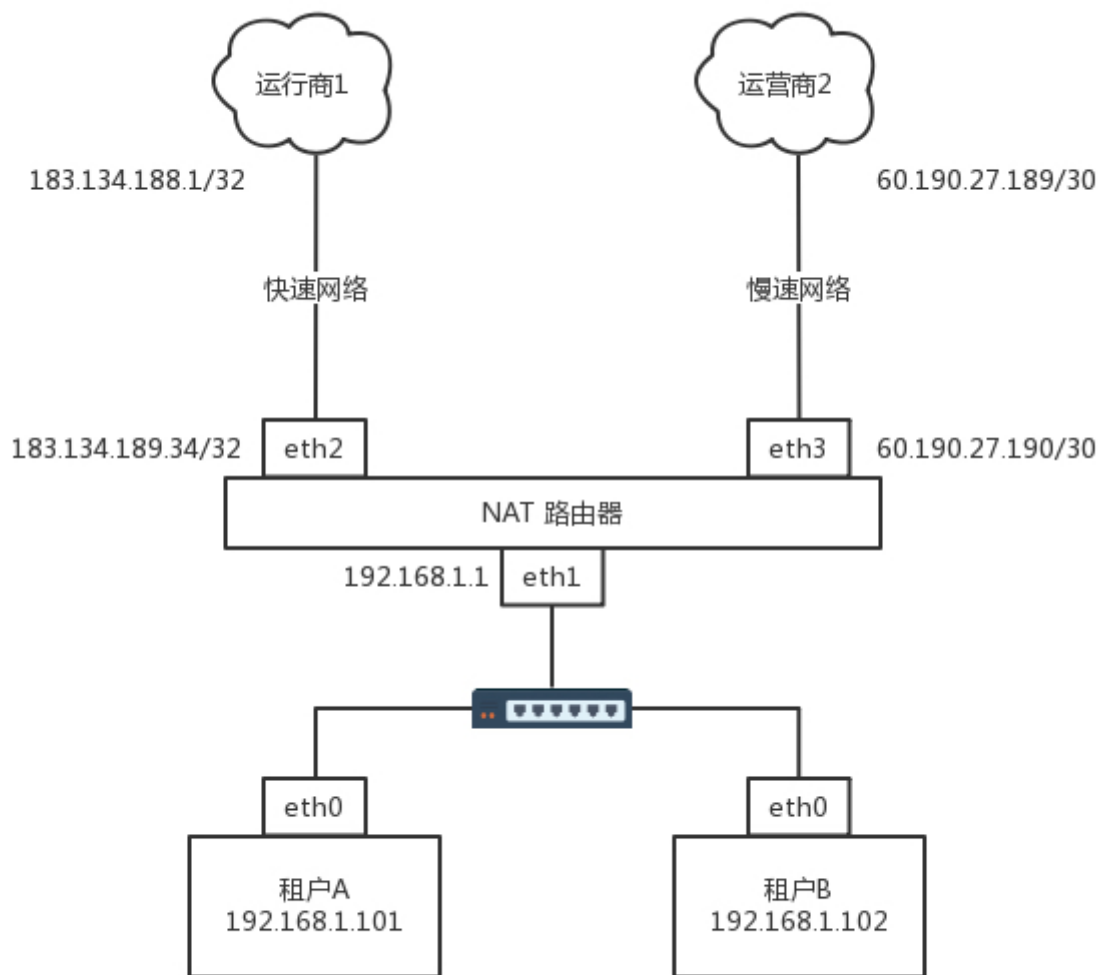 运行商1
运营商2
183.134.188.1/32
60.190.27.189/30
快速网络
慢速网络
183.134.189.34/32
eth2
eth3
60.190.27.190/30
NAT 路由器
192.168.1.1
eth1
eth0
eth0
租户A
192.168.1.101
租户B
192.168.1.102